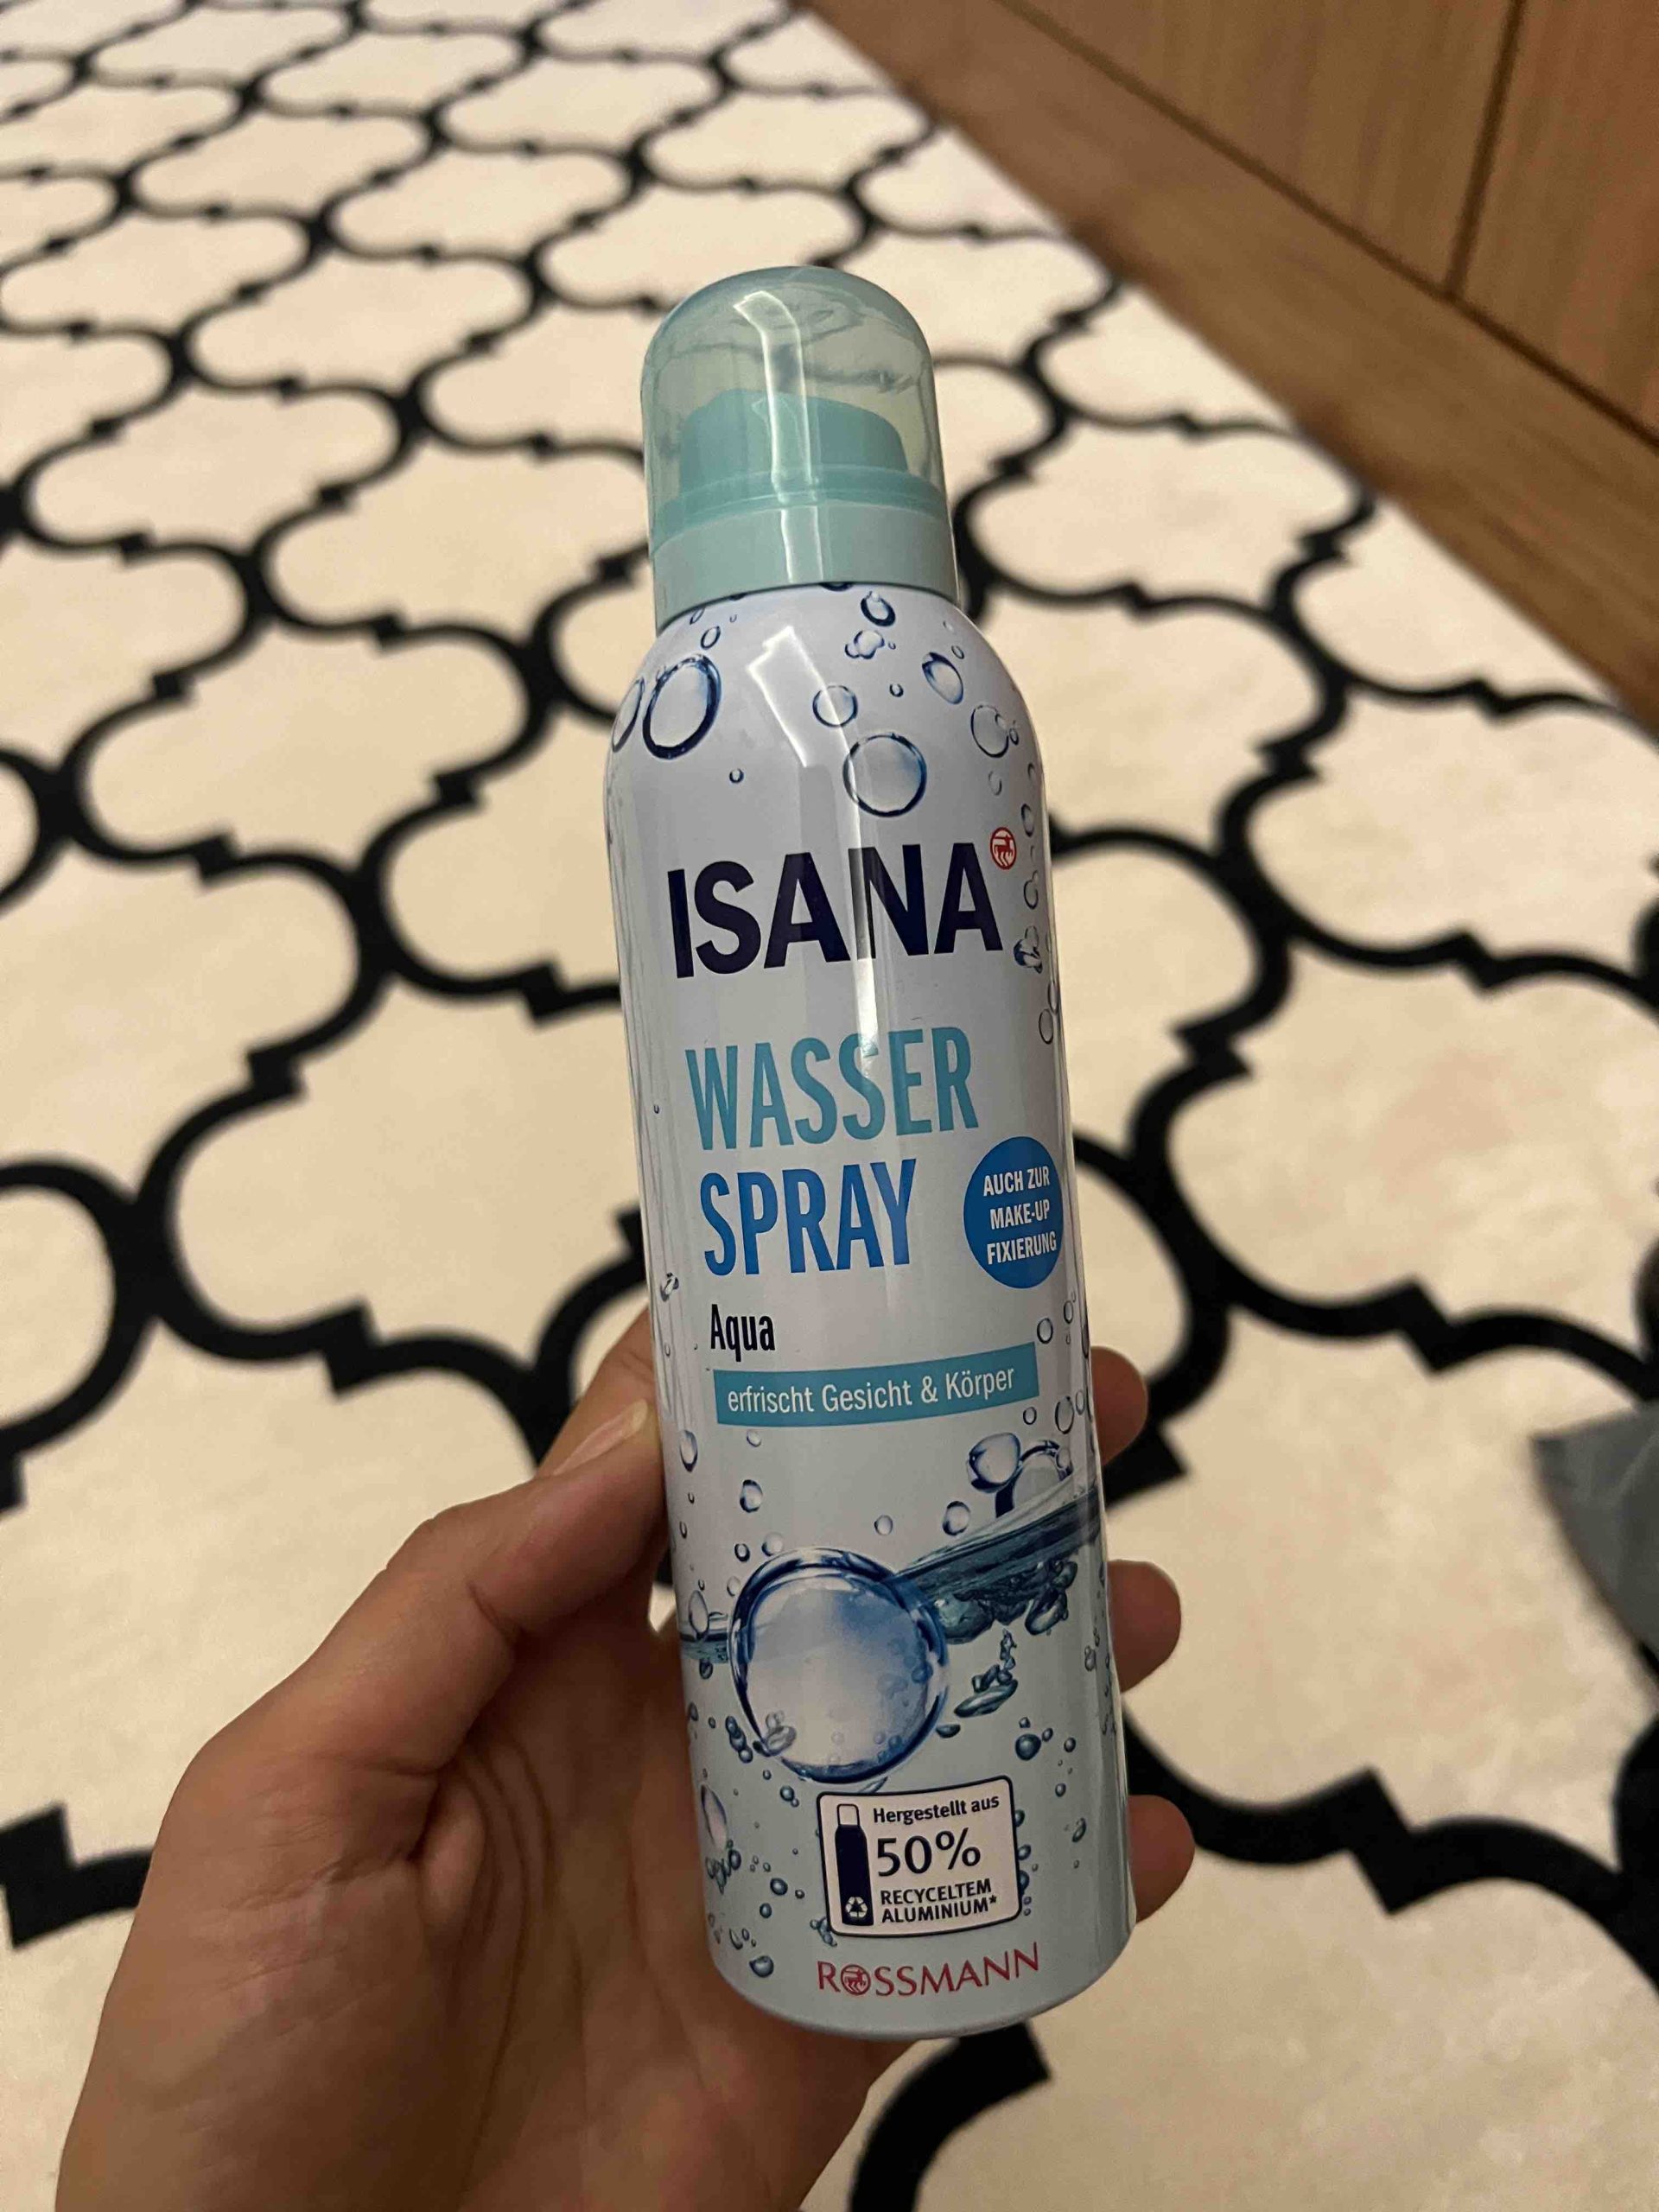 ISANA
WASSER
SPRAY
AUCH ZUR
MAKE-UP
FIXIERUNG
Aqua
erfrischt Gesicht & Körper
Hergestellt aus
50%
RECYCELTEM
ALUMINIUM*
ROSSMANN